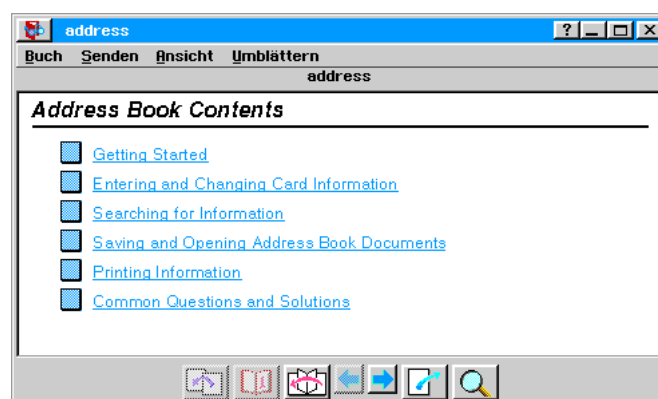 address
Buch Senden Ansicht Umblättern
address
Address Book Contents
Getting Started
Entering and Changing Card Information
Searching for Information
Saving and Opening Address Book Documents
Printing Information
Common Questions and Solutions